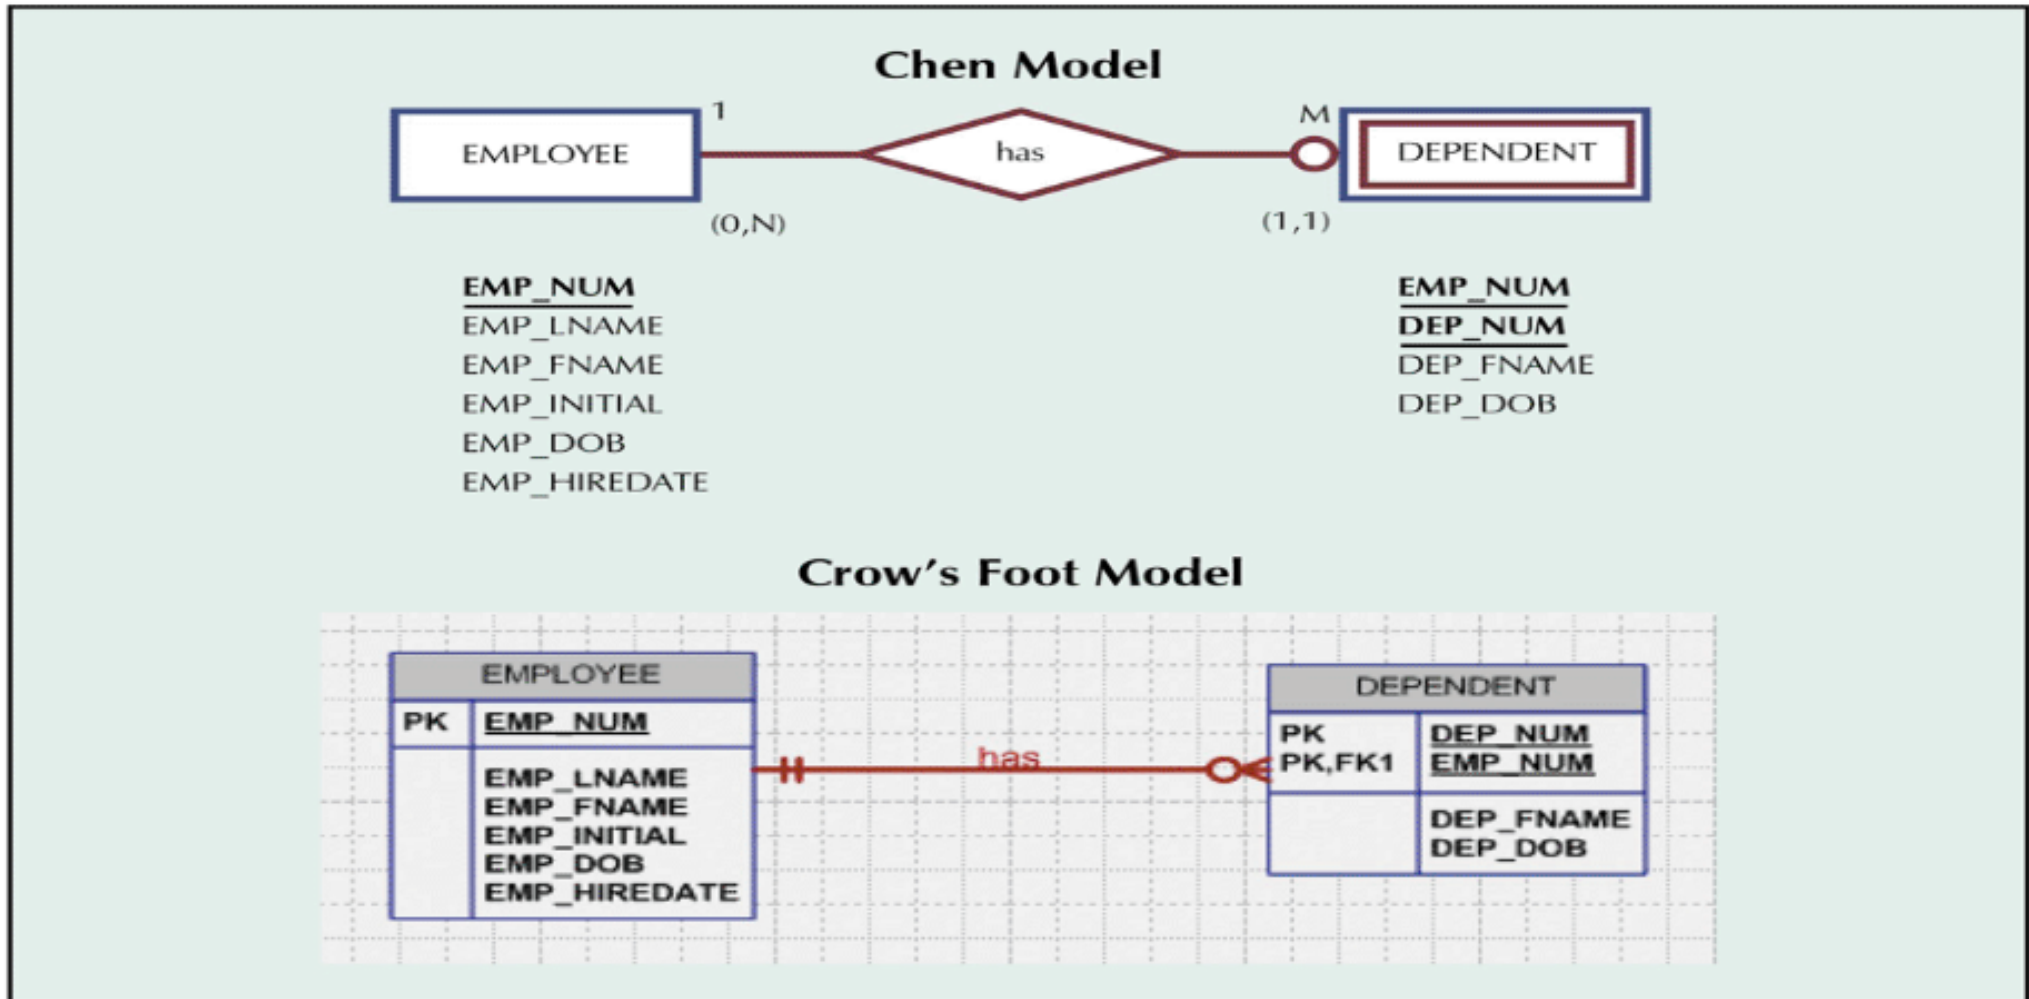 Chen Model
1
M
EMPLOYEE
has
DEPENDENT
(0,N)
(1,1)
EMP_NUM
EMP_LNAME
EMP_FNAME
EMP_INITIAL
EMP_DOB
EMP_HIREDATE
EMP_NUM
DEP_NUM
DEP_FNAME
DEP_DOB
Crow's Foot Model
EMPLOYEE
PK EMP_NUM
EMP_LNAME
EMP_FNAME
EMP_INITIAL
EMP_DOB
EMP_HIREDATE
has
DEPENDENT
PK DEP_NUM
PK,FK1 EMP_NUM
DEP_FNAME
DEP_DOB